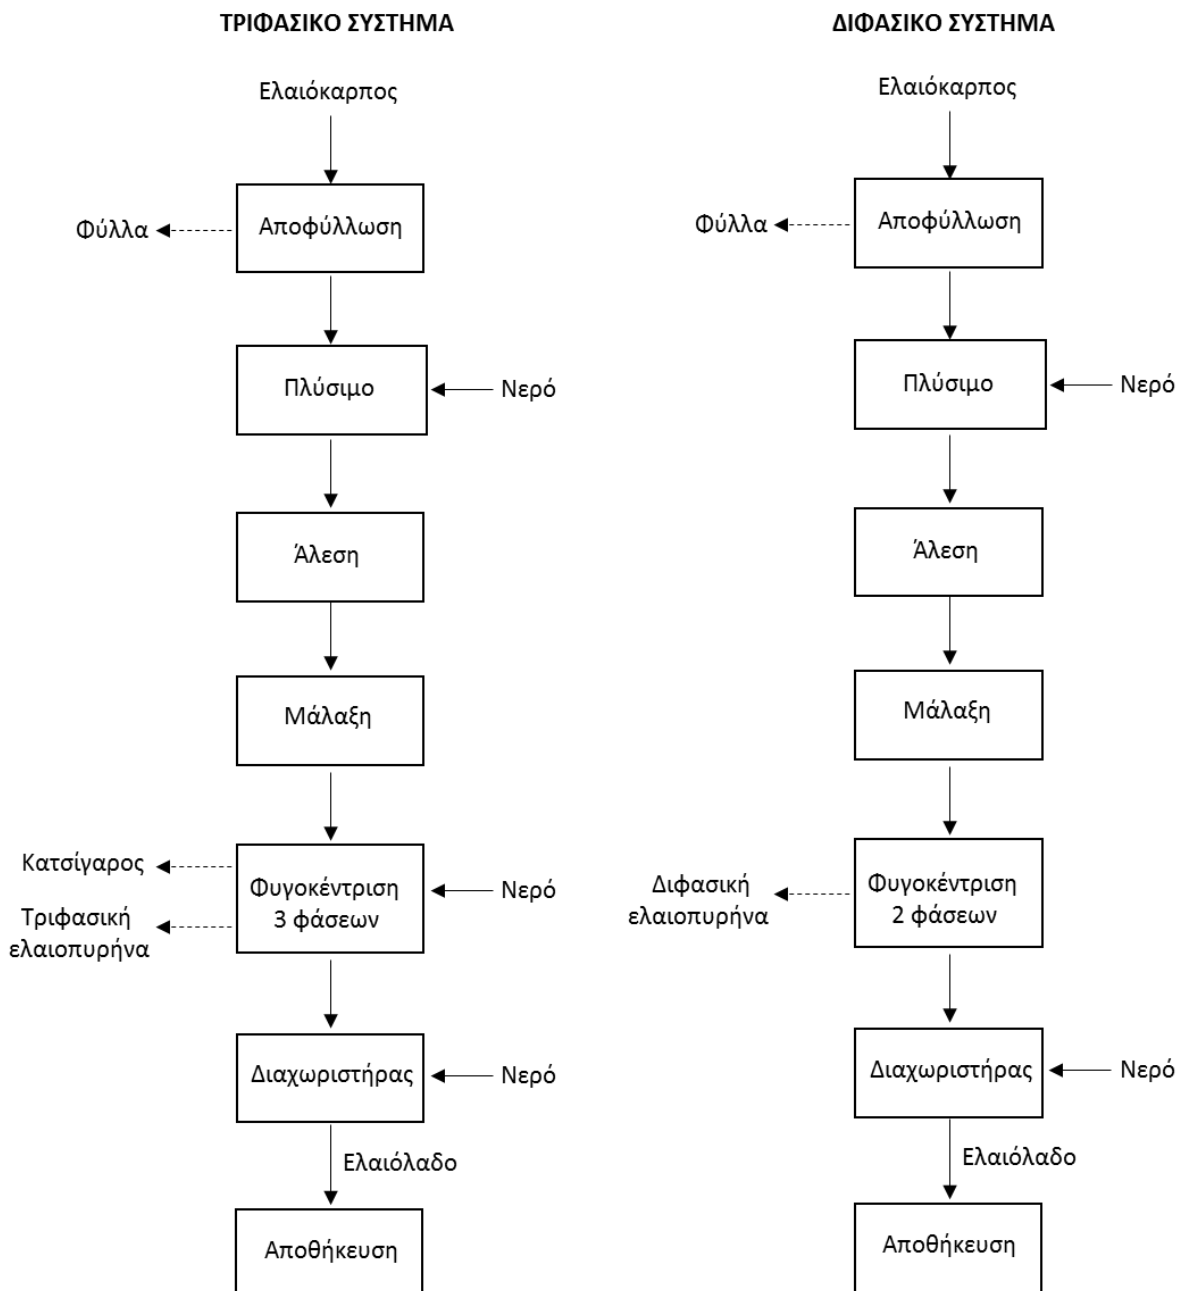 ΤΡΙΦΑΣΙΚΟ ΣΥΣΤΗΜΑ
Ελαιόκαρπος
Φύλλα
Αποφύλλωση
Πλύσιμο
Νερό
Άλεση
Μάλαξη
Κατσίγαρος
Τριφασική
ελαιοπυρήνα
Φυγοκέντριση
3 φάσεων
Νερό
Διαχωριστήρας
Νερό
Ελαιόλαδο
Αποθήκευση
ΔΙΦΑΣΙΚΟ ΣΥΣΤΗΜΑ
Ελαιόκαρπος
Φύλλα
Αποφύλλωση
Πλύσιμο
Νερό
Άλεση
Μάλαξη
Διφασική
ελαιοπυρήνα
Φυγοκέντριση
2 φάσεων
Διαχωριστήρας
Νερό
Ελαιόλαδο
Αποθήκευση